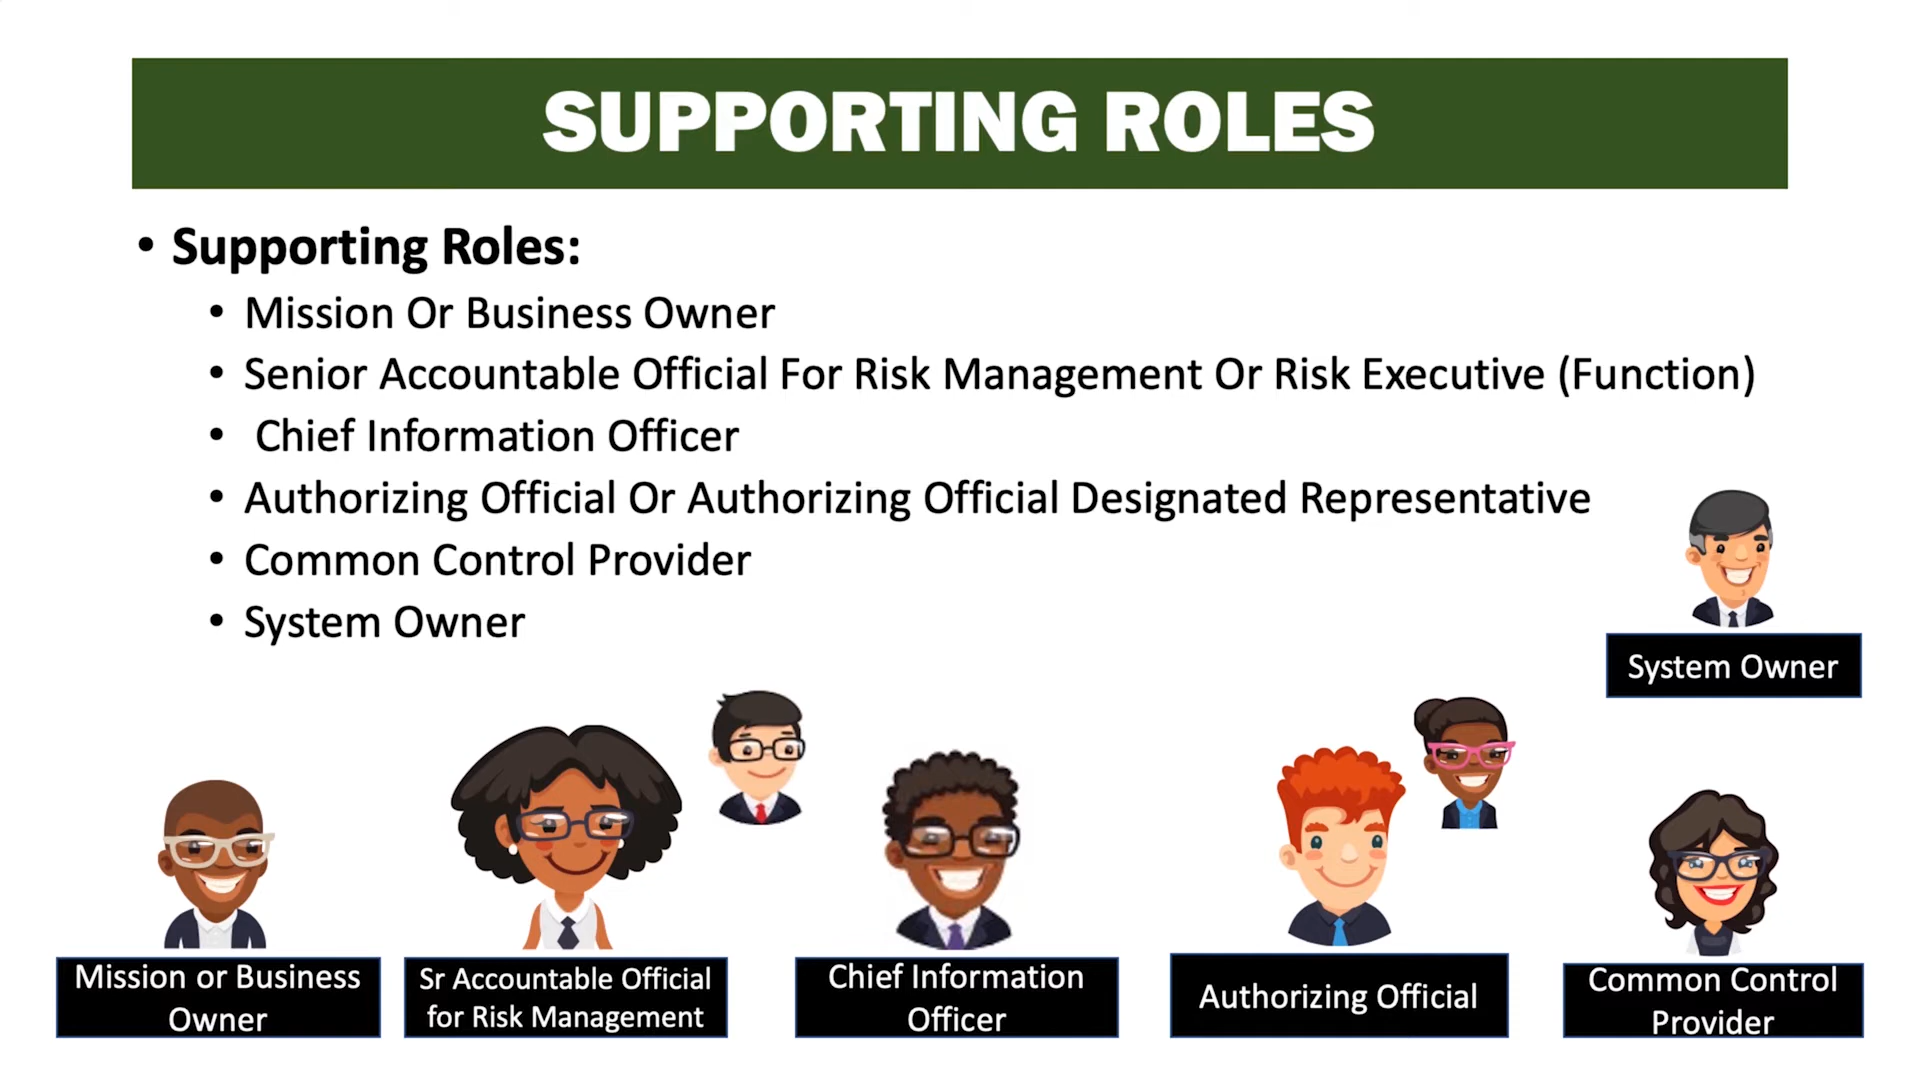 SUPPORTING ROLES
• Supporting Roles:
• Mission Or Business Owner
• Senior Accountable Official For Risk Management Or Risk Executive (Function)
• Chief Information Officer
• Authorizing Official Or Authorizing Official Designated Representative
• Common Control Provider
• System Owner
System Owner
Mission or Business
Owner
Sr Accountable Official
for Risk Management
Chief Information
Officer
Authorizing Official
Common Control
Provider